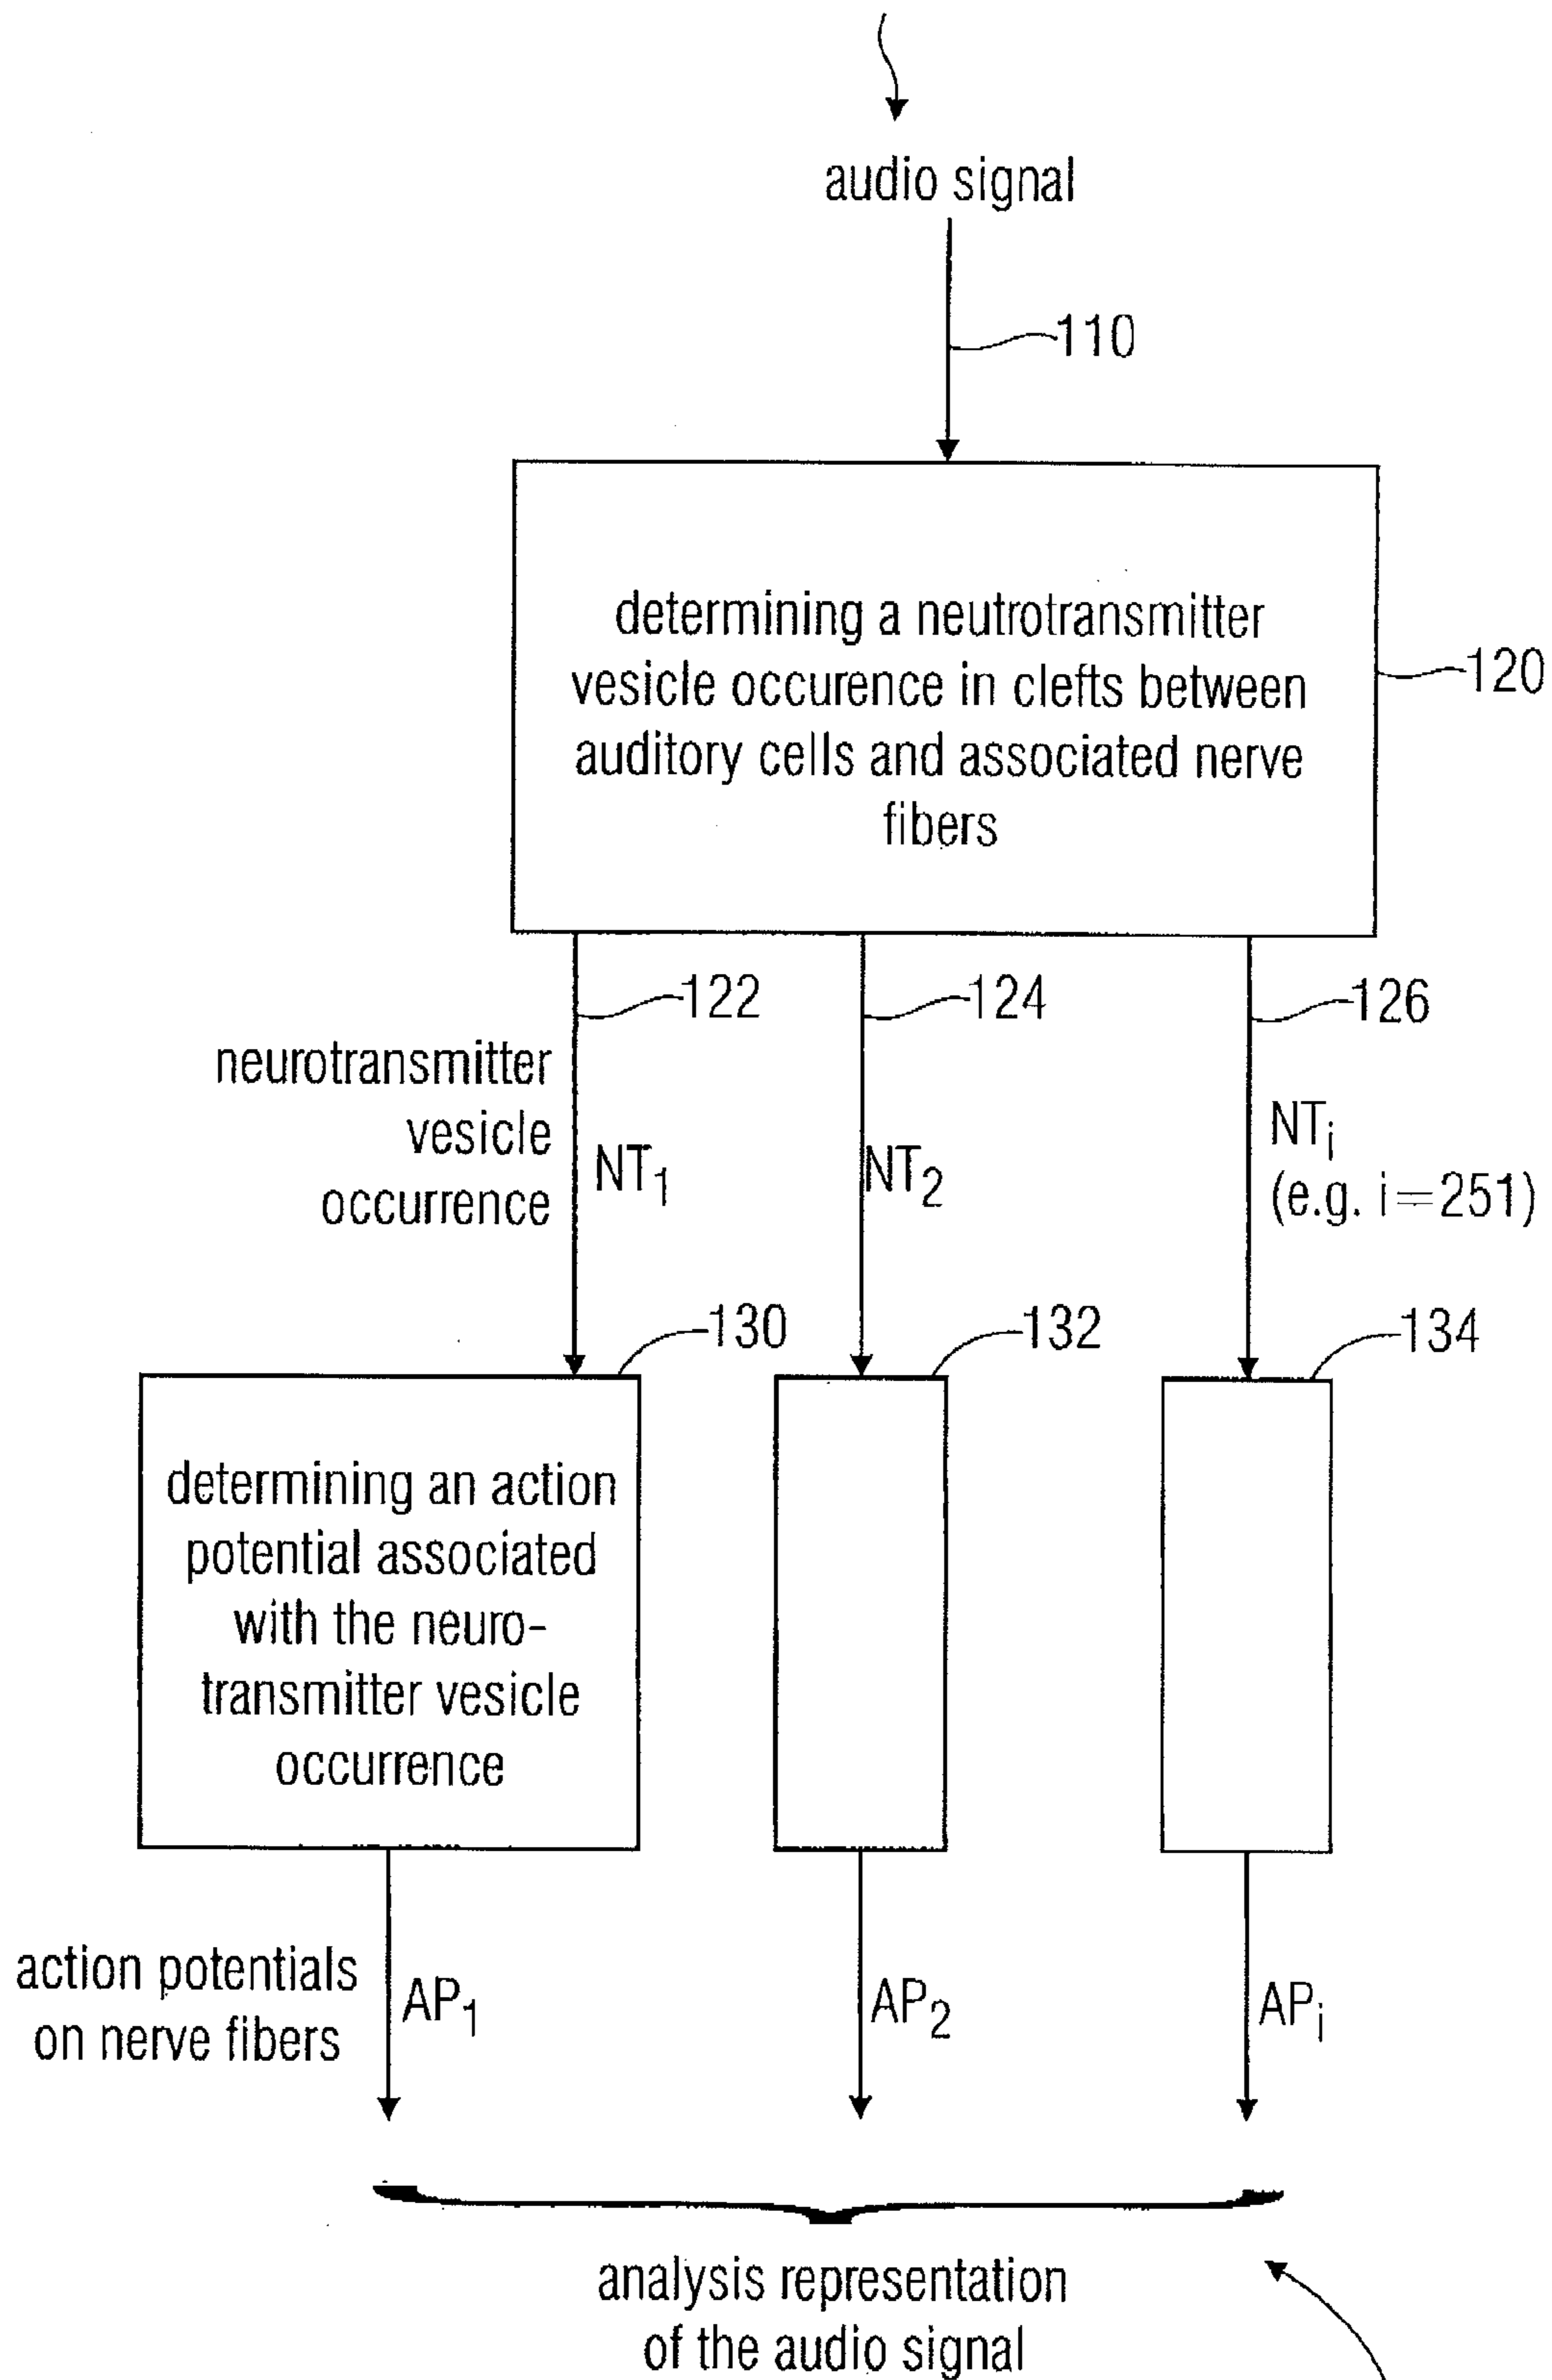 audio signal
110
determining a neutrotransmitter
vesicle occurence in clefts between
auditory cells and associated nerve
fibers
120
122
124
126
neurotransmitter
vesicle
occurrence
NT1
NT2
NTi
(e.g. i=251)
130
132
134
determining an action
potential associated
with the neuro-
transmitter vesicle
occurrence
action potentials
on nerve fibers
AP1
AP2
APi
analysis representation
of the audio signal